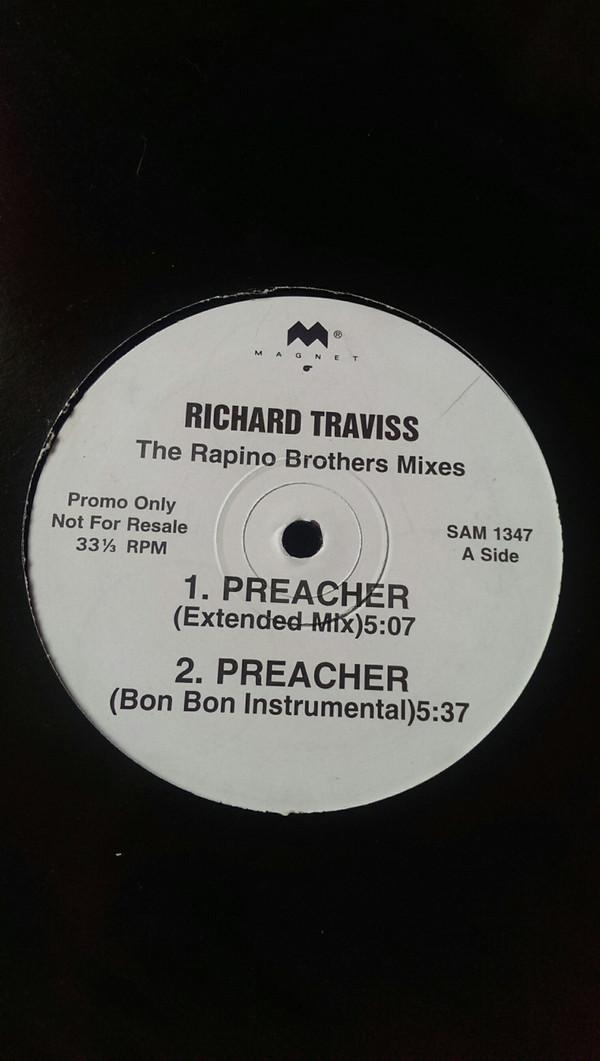 ®
MAGNET
RICHARD TRAVISS
The Rapino Brothers Mixes
Promo Only
Not For Resale
33⅓ RPM
SAM 1347
A Side
1. PREACHER
(Extended Mix)5:07
2. PREACHER
(Bon Bon Instrumental)5:37